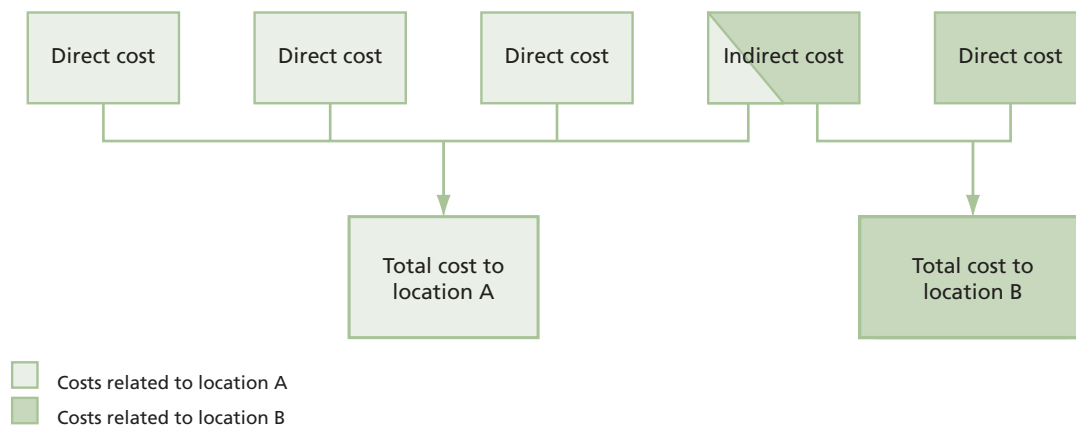 Direct cost
Direct cost
Direct cost
Indirect cost
Direct cost
Total cost to
location A
Total cost to
location B
Costs related to location A
Costs related to location B